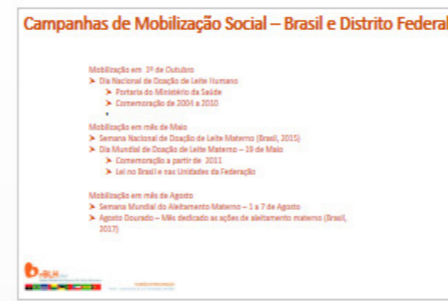 Campanhas de Mobilização Social – Brasil e Distrito Federal
Mobilização em 1º de Outubro
➤ Dia Nacional de Doação de Leite Humano
➤ Portaria do Ministério da Saúde
➤ Comemoração de 2004 a 2010
•
Mobilização em mês de Maio
➤ Semana Nacional de Doação de Leite Materno (Brasil, 2015)
➤ Dia Mundial de Doação de Leite Materno – 19 de Maio
➤ Comemoração a partir de 2011
➤ Lei no Brasil e nas Unidades da Federação
Mobilização em mês de Agosto
➤ Semana Mundial do Aleitamento Materno – 1 a 7 de Agosto
➤ Agosto Dourado – Mês dedicado as ações de aleitamento materno (Brasil,
2017)
rBLH